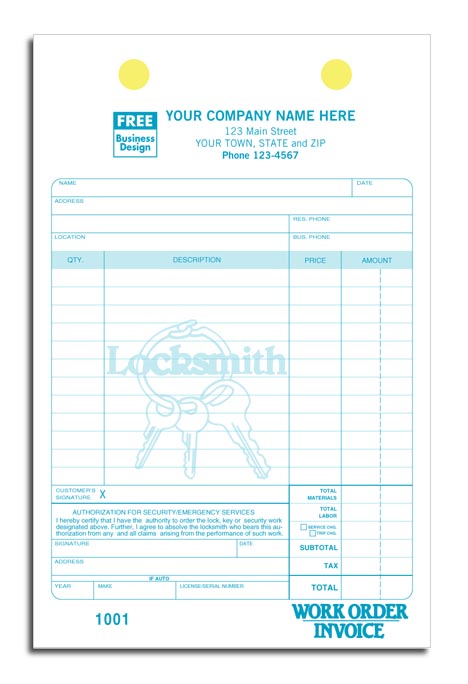 FREE
Business
Design
YOUR COMPANY NAME HERE
123 Main Street
YOUR TOWN, STATE and ZIP
Phone 123-4567
NAME DATE
ADDRESS
RES. PHONE
LOCATION BUS. PHONE
QTY. DESCRIPTION PRICE AMOUNT
Locksmith
CUSTOMER'S
SIGNATURE X
TOTAL
MATERIALS
AUTHORIZATION FOR SECURITY/EMERGENCY SERVICES
I hereby certify that I have the authority to order the lock, key or security work
designated above. Further, I agree to absolve the locksmith who bears this au-
thorization from any and all claims arising from the performance of such work.
TOTAL
LABOR
SERVICE CHG.
TRIP CHG.
SIGNATURE DATE
SUBTOTAL
ADDRESS
TAX
IF AUTO
YEAR MAKE LICENSE/SERIAL NUMBER
TOTAL
1001
WORK ORDER
INVOICE